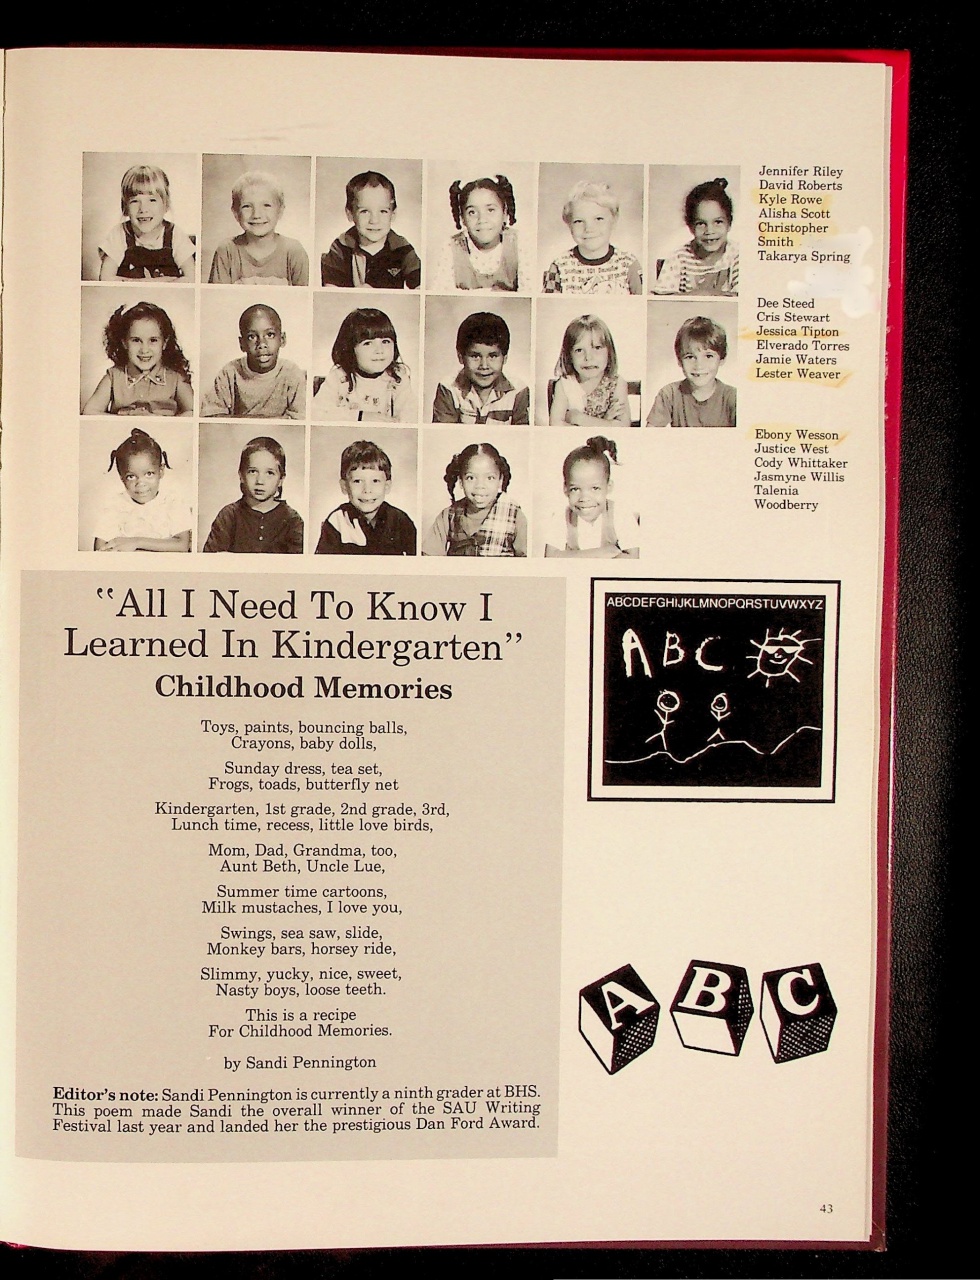 Jennifer Riley
David Roberts
Kyle Rowe
Alisha Scott
Christopher
Smith
Takarya Spring
Dee Steed
Cris Stewart
Jessica Tipton
Elverado Torres
Jamie Waters
Lester Weaver
Ebony Wesson
Justice West
Cody Whittaker
Jasmyne Willis
Talenia
Woodberry
"All I Need To Know I
Learned In Kindergarten"
Childhood Memories
Toys, paints, bouncing balls,
Crayons, baby dolls,
Sunday dress, tea set,
Frogs, toads, butterfly net
Kindergarten, 1st grade, 2nd grade, 3rd,
Lunch time, recess, little love birds,
Mom, Dad, Grandma, too,
Aunt Beth, Uncle Lue,
Summer time cartoons,
Milk mustaches, I love you,
Swings, sea saw, slide,
Monkey bars, horsey ride,
Slimmy, yucky, nice, sweet,
Nasty boys, loose teeth.
This is a recipe
For Childhood Memories.
by Sandi Pennington
Editor's note: Sandi Pennington is currently a ninth grader at BHS.
This poem made Sandi the overall winner of the SAU Writing
Festival last year and landed her the prestigious Dan Ford Award.
ABCDEFGHIJKLMNOPQRSTUVWXYZ
ABC
A B C
43